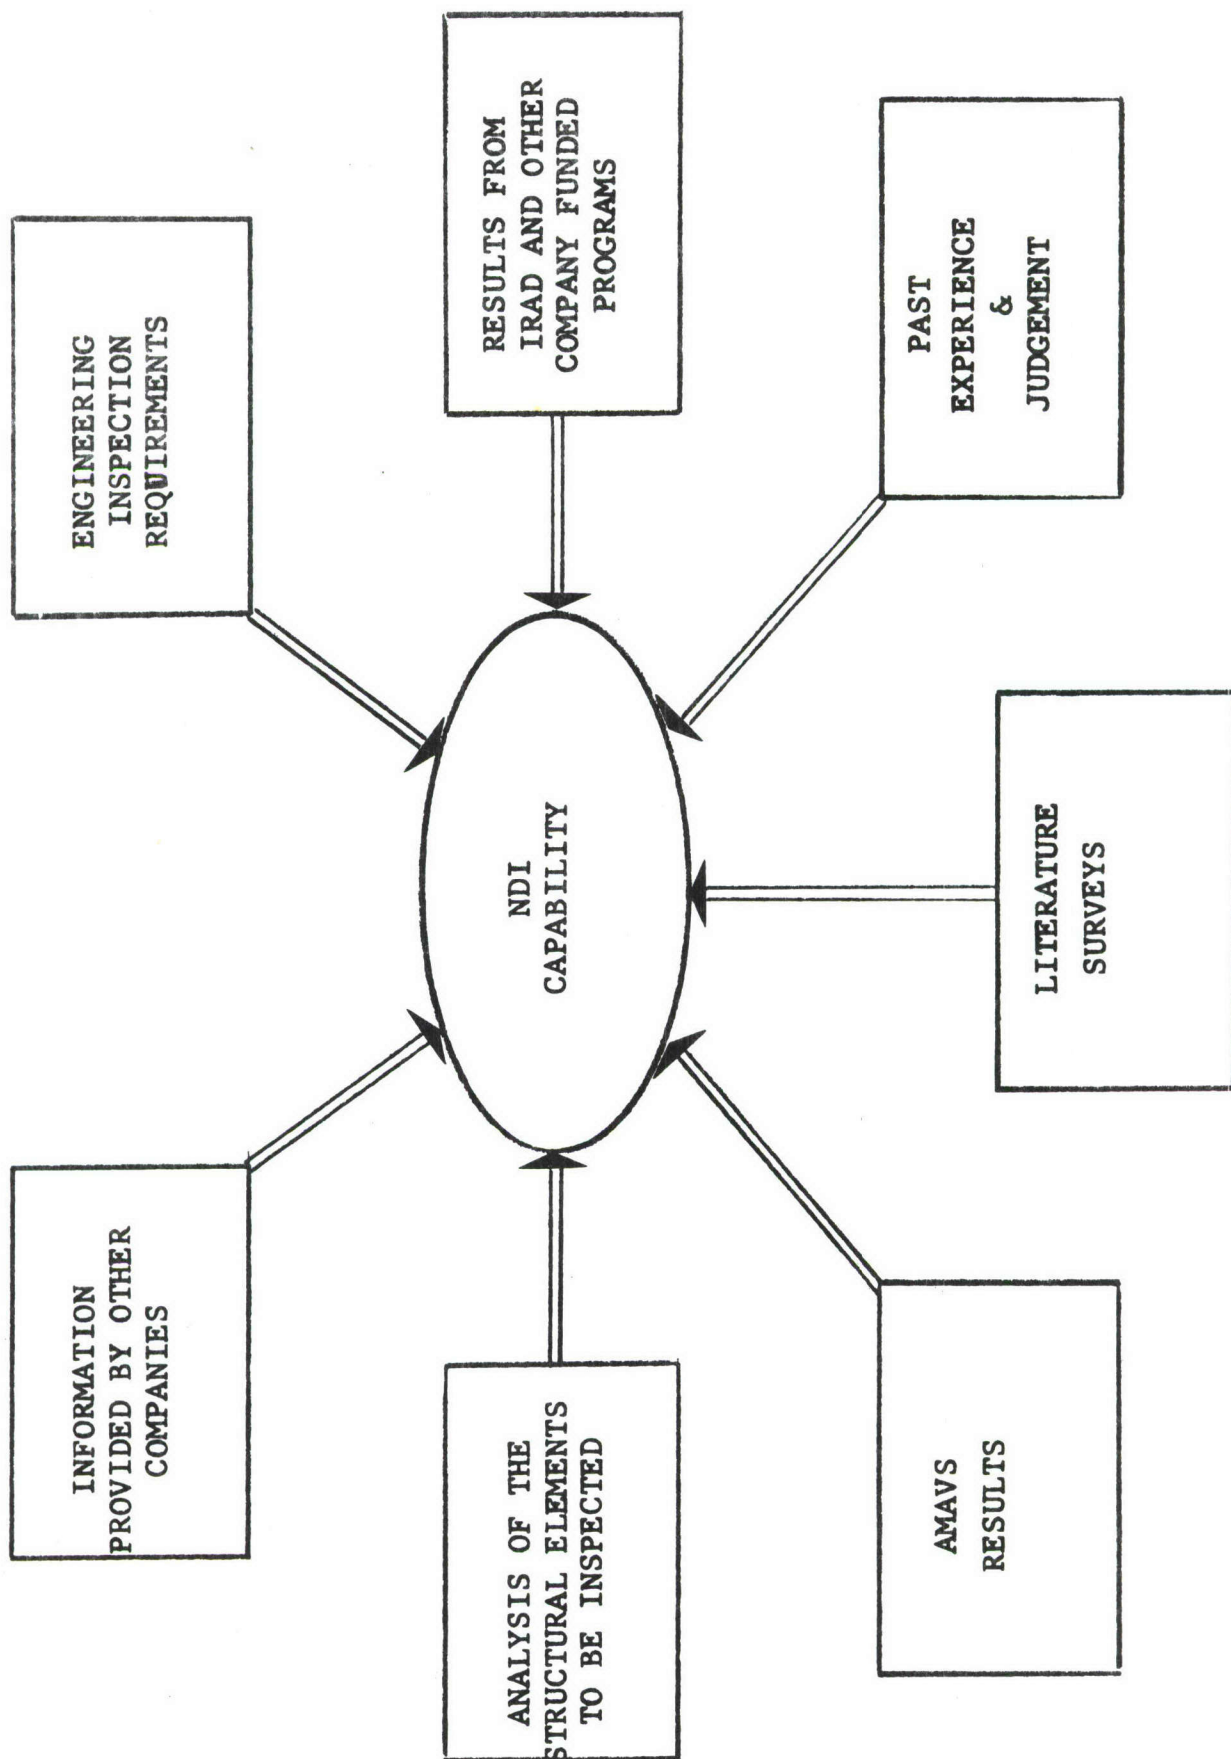 INFORMATION
PROVIDED BY OTHER
COMPANIES
ENGINEERING
INSPECTION
REQUIREMENTS
ANALYSIS OF THE
STRUCTURAL ELEMENTS
TO BE INSPECTED
NDI
CAPABILITY
RESULTS FROM
IRAD AND OTHER
COMPANY FUNDED
PROGRAMS
AMAVS
RESULTS
LITERATURE
SURVEYS
PAST
EXPERIENCE
&
JUDGEMENT